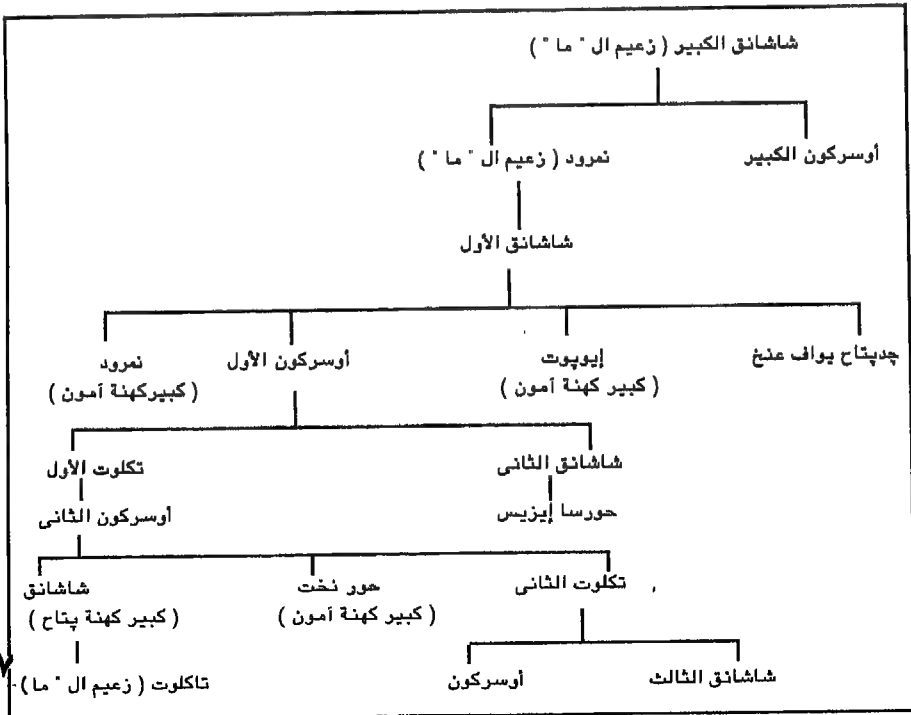 شاشانق الكبير ( زعيم ال " ما " )
أوسركون الكبير
نمرود ( زعيم ال " ما " )
شاشانق الأول
چدپتاح يواف عنخ
إيوپوت
( كبير كهنة آمون )
أوسركون الأول
نمرود
( كبيركهنة آمون )
شاشانق الثانى
تكلوت الأول
حورسا إيزيس
أوسركون الثانى
تكلوت الثانى
حور نخت
( كبير كهنة آمون )
شاشانق
( كبير كهنة پتاح )
شاشانق الثالث
أوسركون
تاكلوت ( زعيم ال " ما )